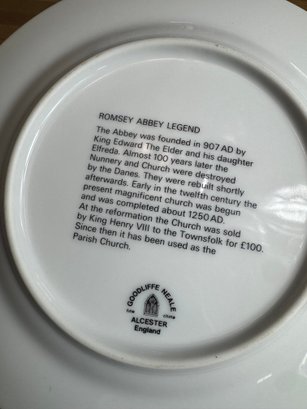 ROMSEY ABBEY LEGEND
The Abbey was founded in 907 AD by
King Edward The Elder and his daughter
Elfreda. Almost 100 years later the
Nunnery and Church were destroyed
by the Danes. They were rebuilt shortly
afterwards. Early in the twelfth century the
present magnificent church was begun
and was completed about 1250 AD.
At the reformation the Church was sold
by King Henry VIII to the Townsfolk for £100.
Since then it has been used as the
Parish Church.
GOODLIFFE NEALE
fine china
ALCESTER
England